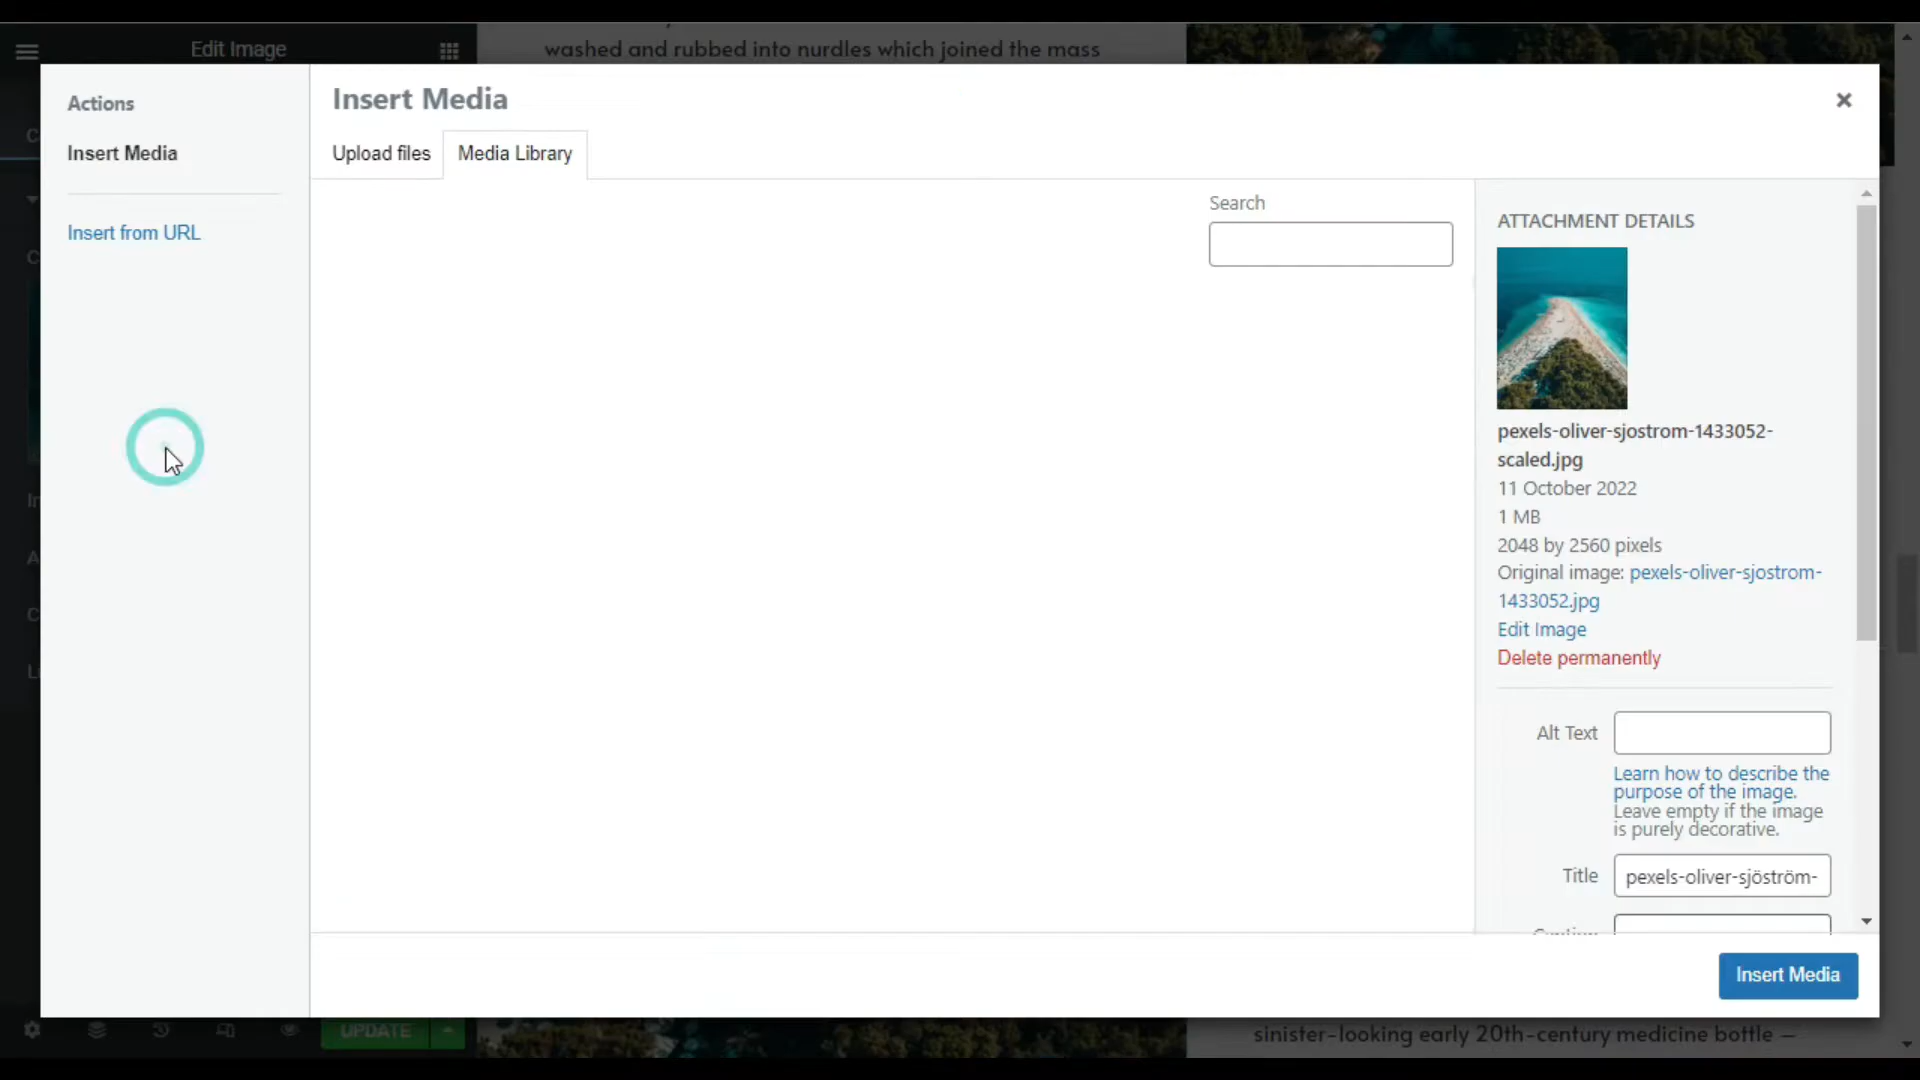 Edit Image
washed and rubbed into nurdles which joined the mass
Actions
Insert Media
Insert from URL
Insert Media
Upload files
Media Library
Search
ATTACHMENT DETAILS
pexels-oliver-sjostrom-1433052-
scaled.jpg
11 October 2022
1 MB
2048 by 2560 pixels
Original image: pexels-oliver-sjostrom-
1433052.jpg
Edit Image
Delete permanently
Alt Text
Learn how to describe the
purpose of the image.
Leave empty if the image
is purely decorative.
Title
pexels-oliver-sjöström-
Insert Media
UPDATE
sinister-looking early 20th-century medicine bottle —